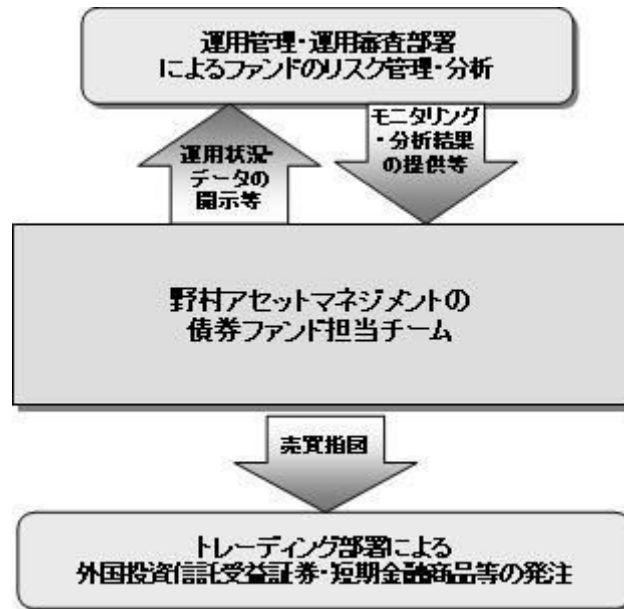 運用管理・運用審査部署
によるファンドのリスク管理・分析
運用状況・
データの
開示等
モニタリング
・分析結果
の提供等
野村アセットマネジメントの
債券ファンド担当チーム
売買指図
トレーディング部署による
外国投資信託受益証券・短期金融商品等の発注